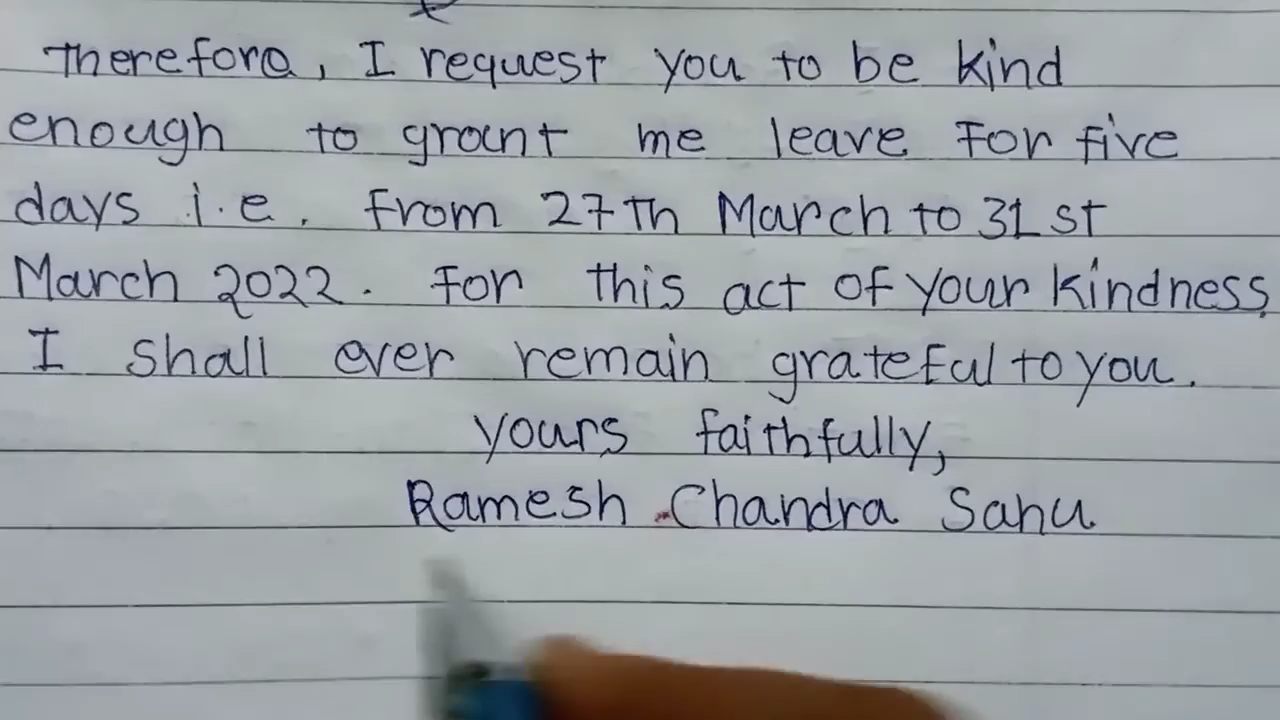 Therefore, I request you to be kind
enough to grant me leave For five
days i.e. from 27th March to 31st
March 2022. For this act of your kindness,
I shall ever remain grateful to you.
yours faithfully,
Ramesh Chandra Sahu